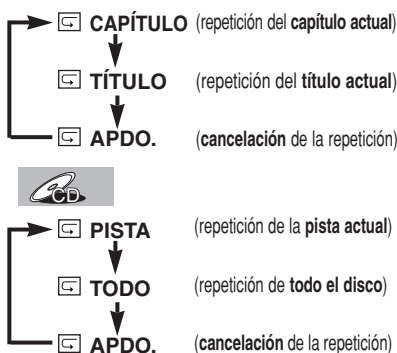 CAPÍTULO (repetición del capítulo actual)
TÍTULO (repetición del título actual)
APDO. (cancelación de la repetición)
CD
PISTA (repetición de la pista actual)
TODO (repetición de todo el disco)
APDO. (cancelación de la repetición)